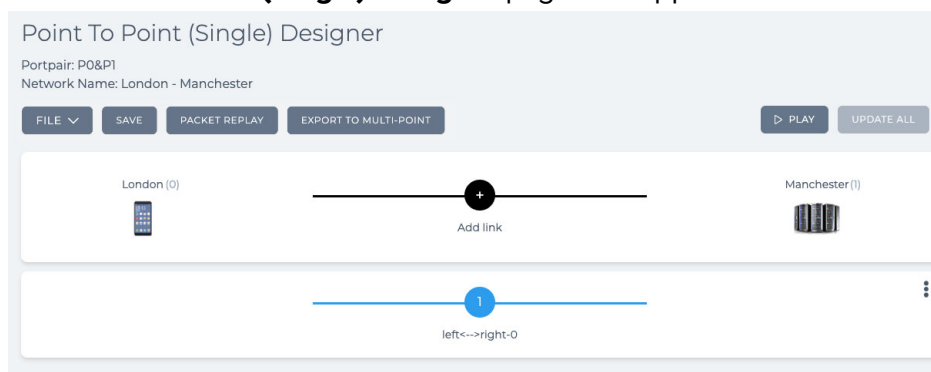 Point To Point (Single) Designer
Portpair: P0&P1
Network Name: London - Manchester
FILE SAVE PACKET REPLAY EXPORT TO MULTI-POINT PLAY UPDATE ALL
London (0) + Manchester(1)
Add link
1
left<-->right-0